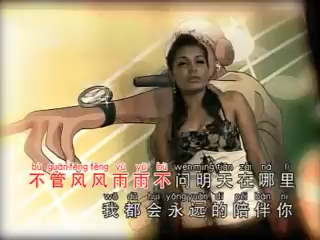 bù guǎn fēng fēng yǔ yǔ bù wèn míng tiān zài nǎ lǐ
不管风风雨雨不问明天在哪里
wǒ dū huì yǒng yuǎn dí péi bàn nǐ
我都会永远的陪伴你